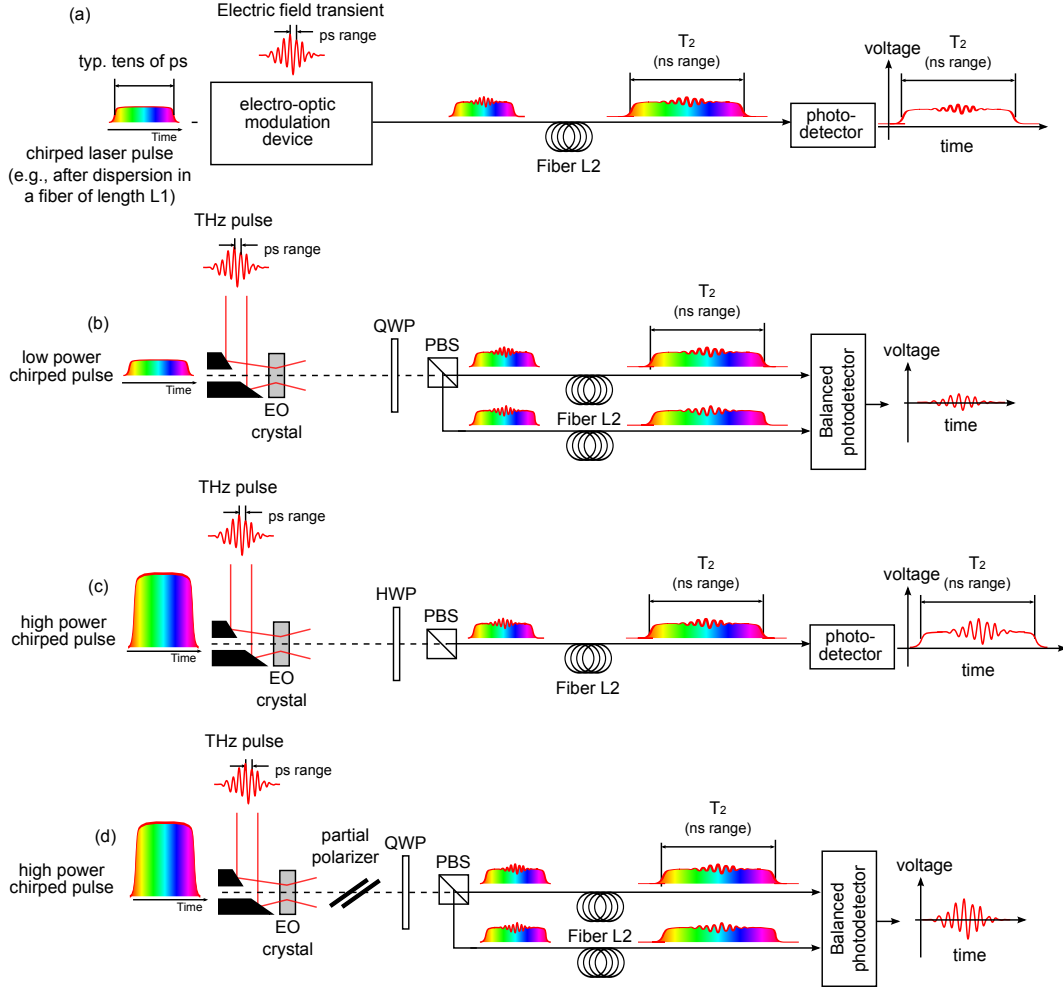 (a)
Electric field transient
ps range
typ. tens of ps
Time
chirped laser pulse
(e.g., after dispersion in
a fiber of length L1)
electro-optic
modulation
device
T2
(ns range)
Fiber L2
photo-
detector
voltage
T2
(ns range)
time
THz pulse
ps range
(b)
low power
chirped pulse
Time
EO
crystal
QWP
PBS
T2
(ns range)
Fiber L2
Balanced
photodetector
voltage
time
THz pulse
ps range
(c)
high power
chirped pulse
Time
EO
crystal
HWP
PBS
T2
(ns range)
Fiber L2
photo-
detector
voltage
T2
(ns range)
time
THz pulse
ps range
(d)
high power
chirped pulse
Time
EO
crystal
partial
polarizer
QWP
PBS
T2
(ns range)
Fiber L2
Balanced
photodetector
voltage
time